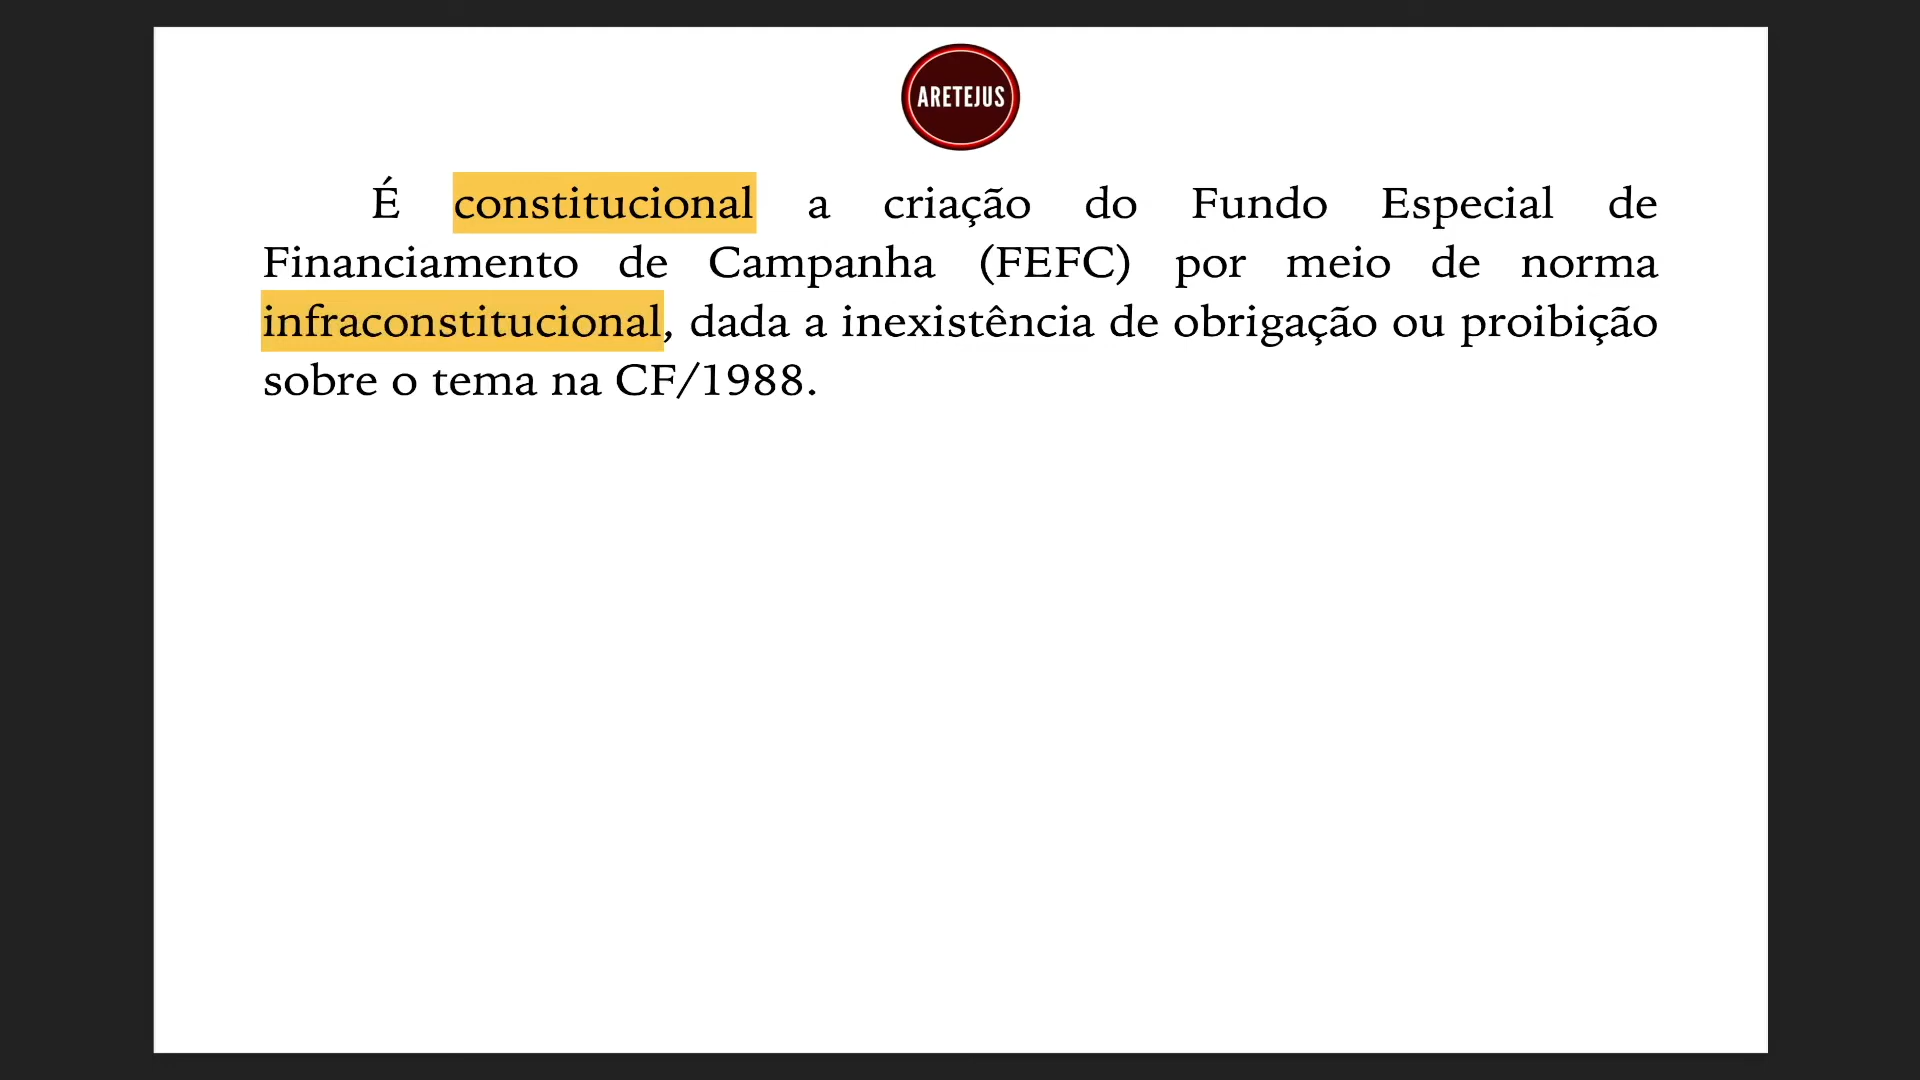 ARETEJUS
É constitucional a criação do Fundo Especial de
Financiamento de Campanha (FEFC) por meio de norma
infraconstitucional, dada a inexistência de obrigação ou proibição
sobre o tema na CF/1988.